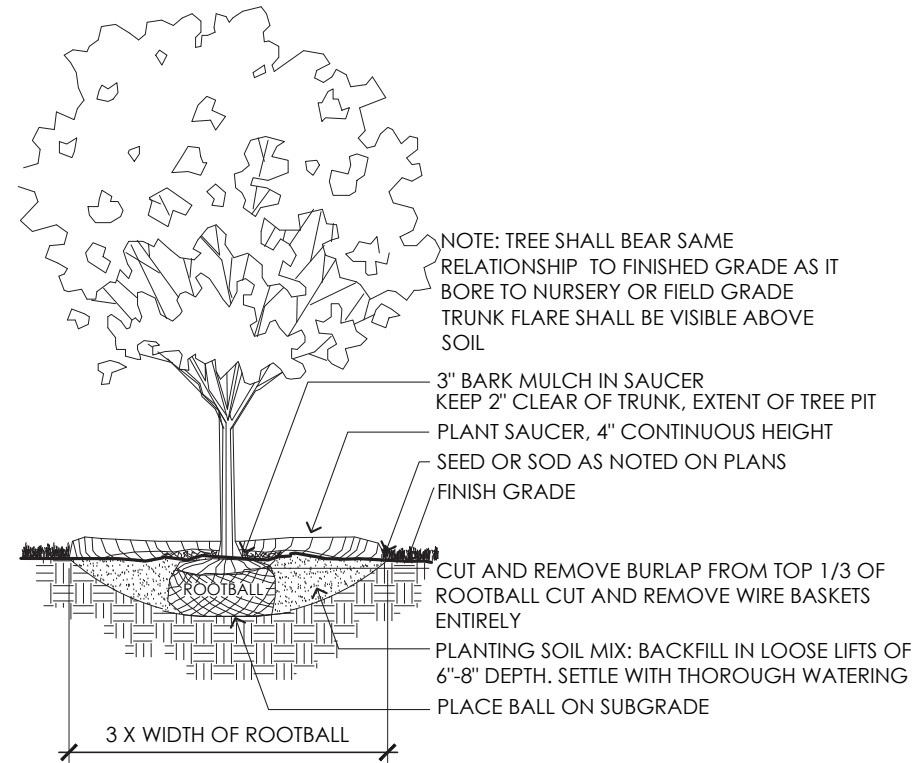 NOTE: TREE SHALL BEAR SAME
RELATIONSHIP TO FINISHED GRADE AS IT
BORE TO NURSERY OR FIELD GRADE
TRUNK FLARE SHALL BE VISIBLE ABOVE
SOIL
3" BARK MULCH IN SAUCER
KEEP 2" CLEAR OF TRUNK, EXTENT OF TREE PIT
PLANT SAUCER, 4" CONTINUOUS HEIGHT
SEED OR SOD AS NOTED ON PLANS
FINISH GRADE
CUT AND REMOVE BURLAP FROM TOP 1/3 OF
ROOTBALL CUT AND REMOVE WIRE BASKETS
ENTIRELY
ROOTBALL
PLANTING SOIL MIX: BACKFILL IN LOOSE LIFTS OF
6"-8" DEPTH. SETTLE WITH THOROUGH WATERING
PLACE BALL ON SUBGRADE
3 X WIDTH OF ROOTBALL